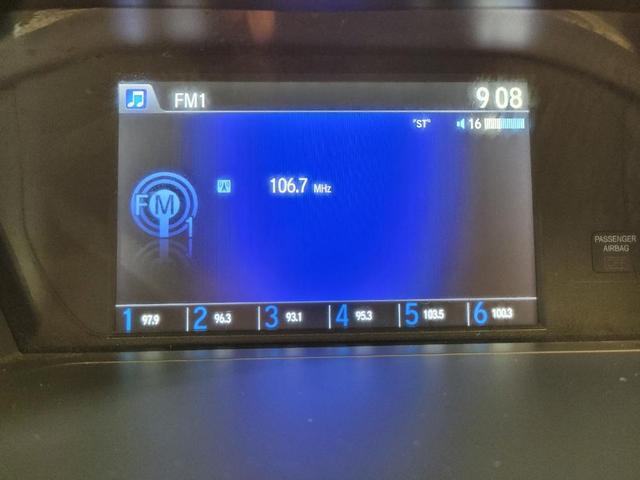 FM1 9 08
"ST" 16
106.7 MHz
FM 1
PASSENGER
AIRBAG
1 97.9 2 96.3 3 93.1 4 95.3 5 103.5 6 100.3